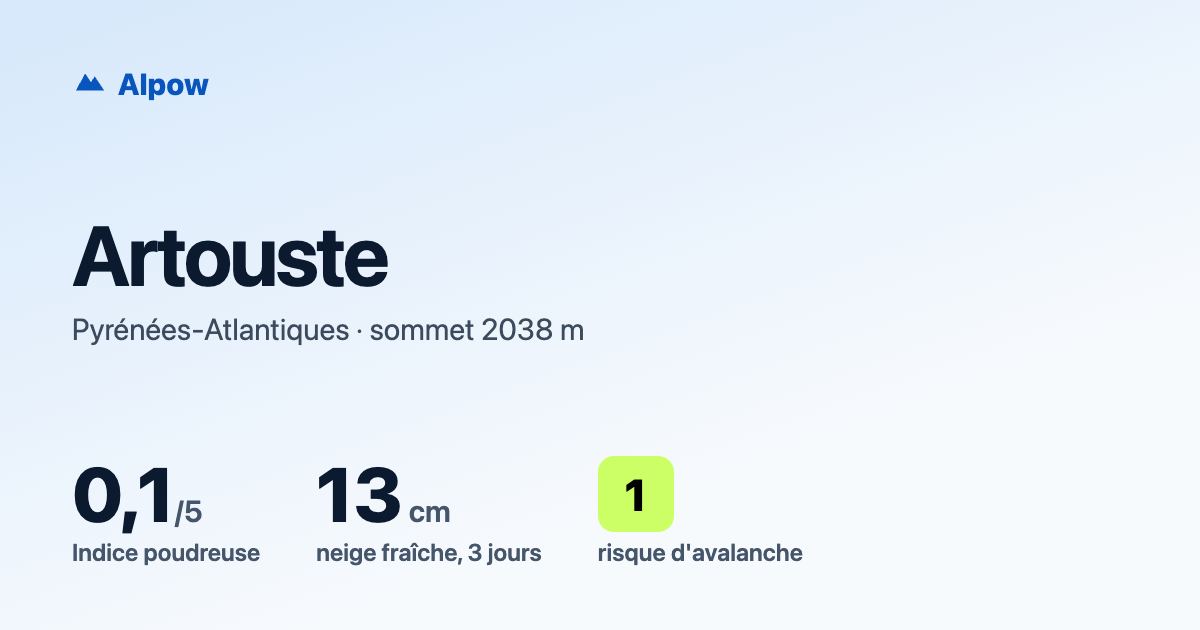 Alpow
Artouste
Pyrénées-Atlantiques · sommet 2038 m
0,1/5
Indice poudreuse
13 cm
neige fraîche, 3 jours
1
risque d'avalanche